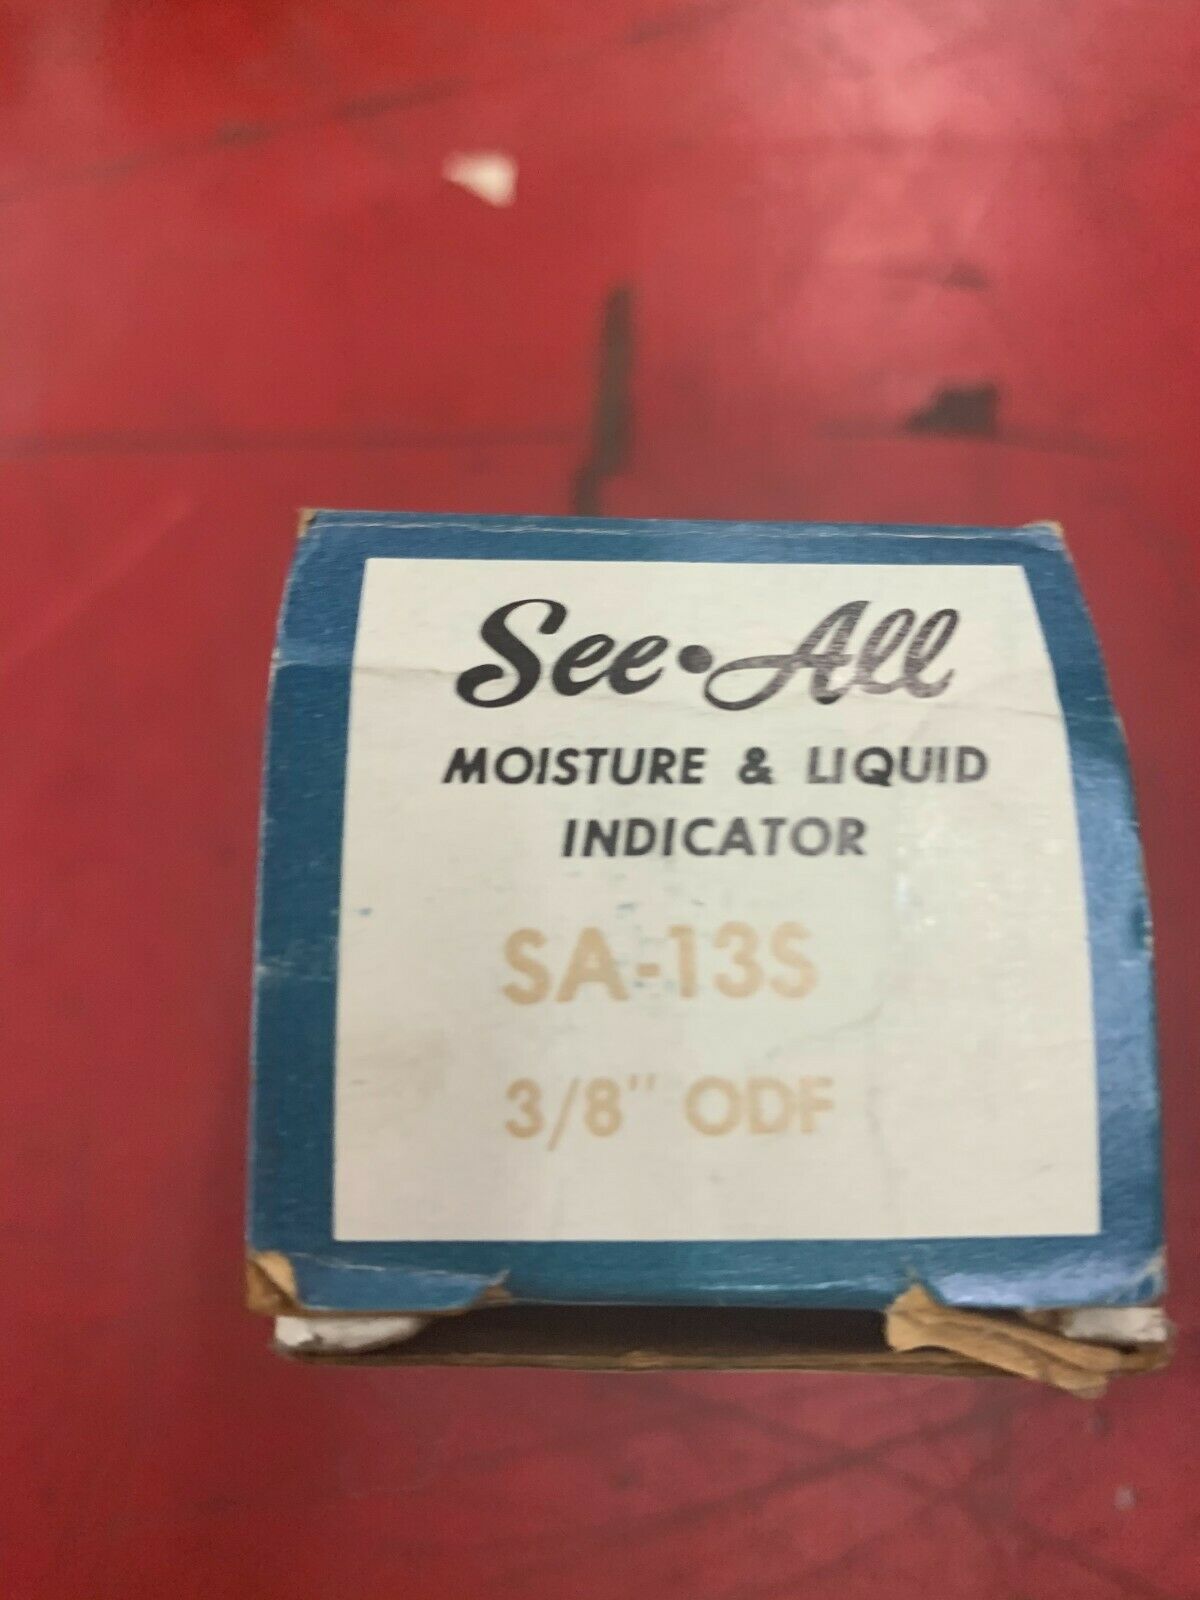 See•All
MOISTURE & LIQUID
INDICATOR
SA-13S
3/8" ODF